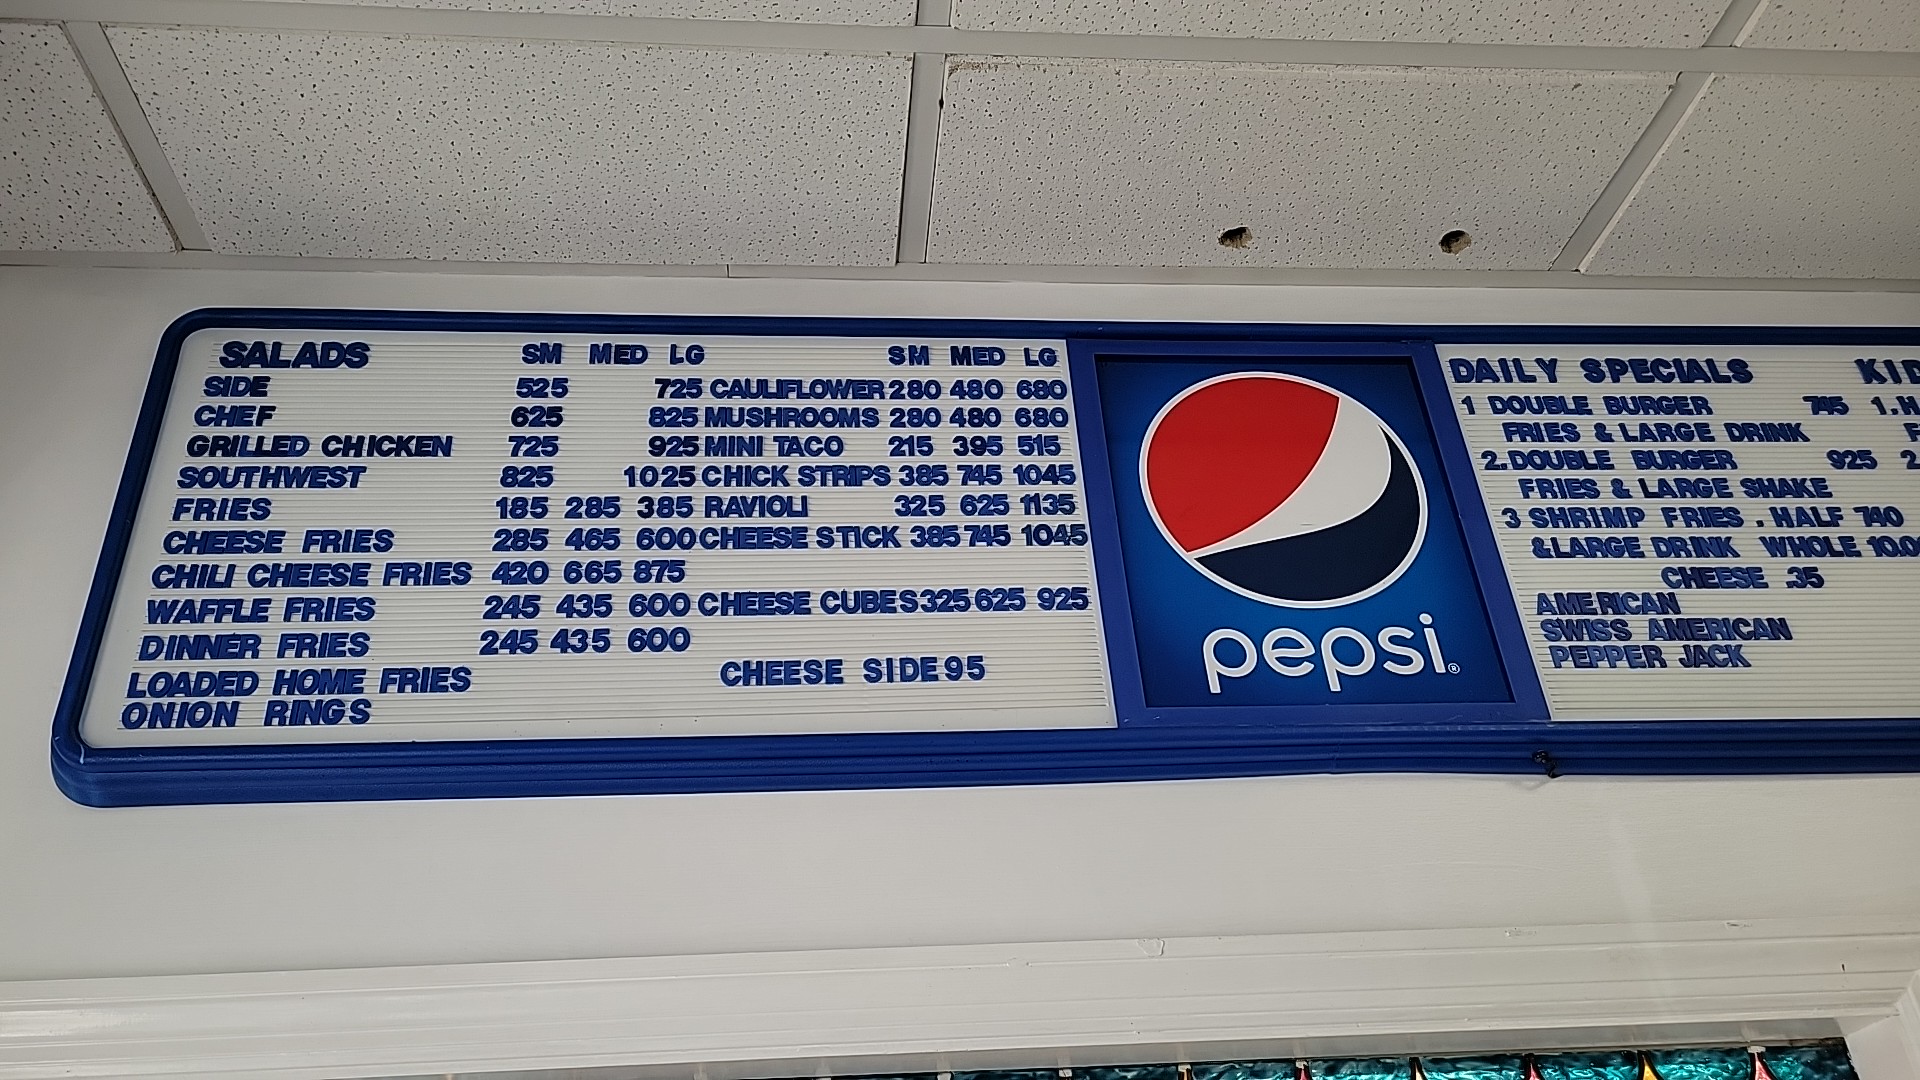 SALADS SM MED LG
SIDE 525 725
CHEF 625 825
GRILLED CHICKEN 725 925
SOUTHWEST 825 1025
FRIES 185 285 385
CHEESE FRIES 285 465 600
CHILI CHEESE FRIES 420 665 875
WAFFLE FRIES 245 435 600
DINNER FRIES 245 435 600
LOADED HOME FRIES
ONION RINGS
SM MED LG
CAULIFLOWER 280 480 680
MUSHROOMS 280 480 680
MINI TACO 215 395 515
CHICK STRIPS 385 745 1045
RAVIOLI 325 625 1135
CHEESE STICK 385 745 1045
CHEESE CUBES 325 625 925
CHEESE SIDE 95
pepsi®
DAILY SPECIALS
1 DOUBLE BURGER 745
FRIES & LARGE DRINK
2. DOUBLE BURGER 925
FRIES & LARGE SHAKE
3 SHRIMP FRIES . HALF 740
&LARGE DRINK WHOLE 10.00
CHEESE .35
AMERICAN
SWISS AMERICAN
PEPPER JACK
KID
1.H
F
2.